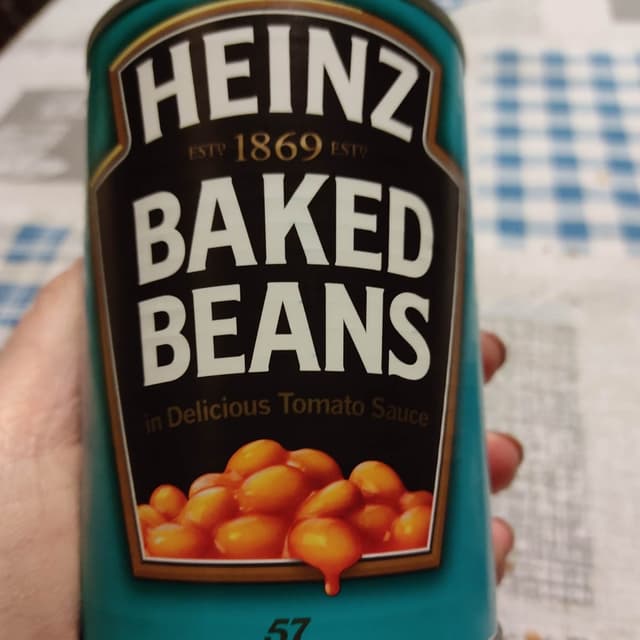 HEINZ
ESTD 1869 ESTD
BAKED
BEANS
in Delicious Tomato Sauce
57